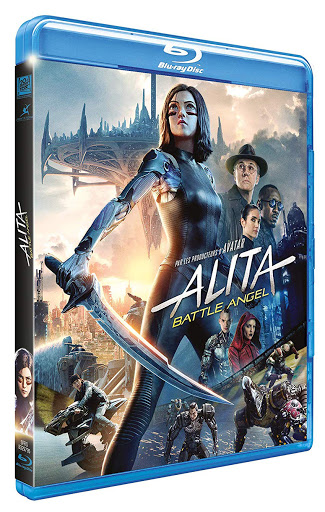 Blu-ray Disc
PAR LES PRODUCTEURS D'AVATAR
ALITA
BATTLE ANGEL
ALITA
BATTLE ANGEL